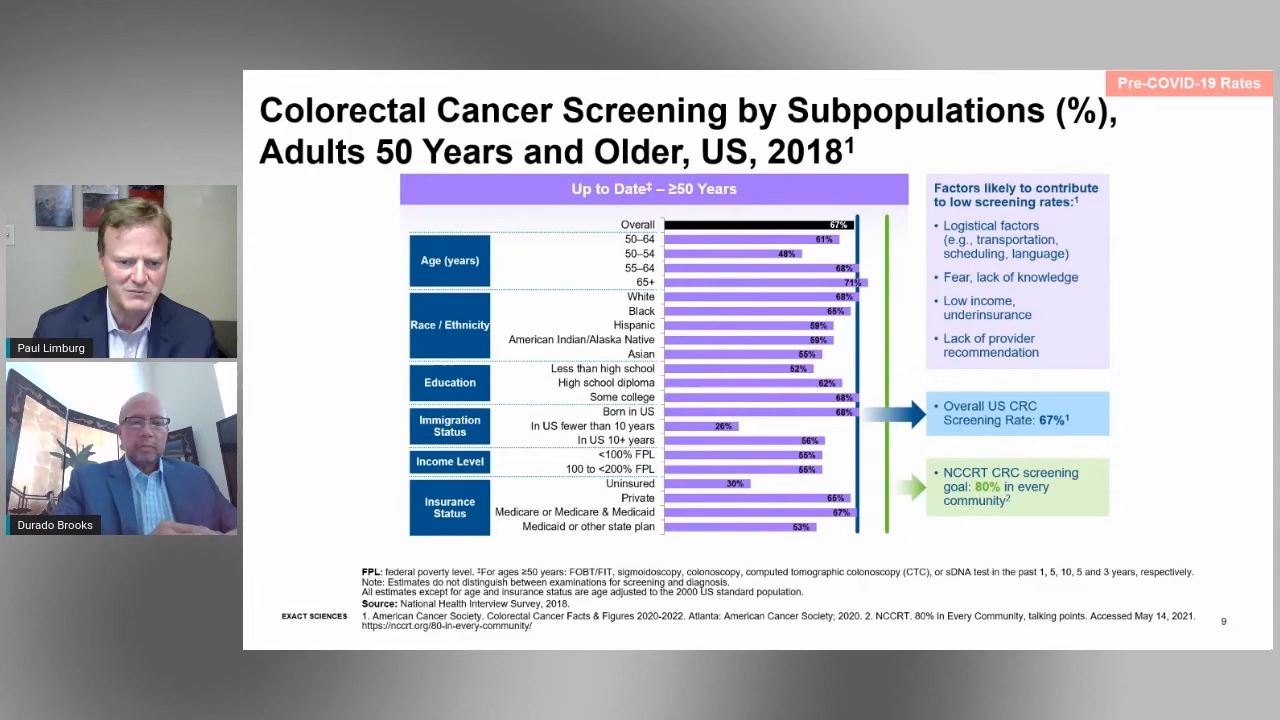 Pre-COVID-19 Rates
Colorectal Cancer Screening by Subpopulations (%),
Adults 50 Years and Older, US, 2018¹
Up to Date‡ – ≥50 Years
Overall 67%
Age (years)
50–64 61%
50–54 48%
55–64 68%
65+ 71%
Race / Ethnicity
White 68%
Black 65%
Hispanic 59%
American Indian/Alaska Native 59%
Asian 55%
Education
Less than high school 52%
High school diploma 62%
Some college 68%
Immigration
Status
Born in US 68%
In US fewer than 10 years 26%
In US 10+ years 56%
Income Level
<100% FPL 55%
100 to <200% FPL 55%
Insurance
Status
Uninsured 30%
Private 65%
Medicare or Medicare & Medicaid 67%
Medicaid or other state plan 53%
Factors likely to contribute
to low screening rates:¹
• Logistical factors
(e.g., transportation,
scheduling, language)
• Fear, lack of knowledge
• Low income,
underinsurance
• Lack of provider
recommendation
• Overall US CRC
Screening Rate: 67%¹
• NCCRT CRC screening
goal: 80% in every
community²
Paul Limburg
Durado Brooks
FPL: federal poverty level. ‡For ages ≥50 years: FOBT/FIT, sigmoidoscopy, colonoscopy, computed tomographic colonoscopy (CTC), or sDNA test in the past 1, 5, 10, 5 and 3 years, respectively.
Note: Estimates do not distinguish between examinations for screening and diagnosis.
All estimates except for age and insurance status are age adjusted to the 2000 US standard population.
Source: National Health Interview Survey, 2018.
EXACT SCIENCES
1. American Cancer Society. Colorectal Cancer Facts & Figures 2020-2022. Atlanta: American Cancer Society; 2020. 2. NCCRT. 80% In Every Community, talking points. Accessed May 14, 2021.
https://nccrt.org/80-in-every-community/
9